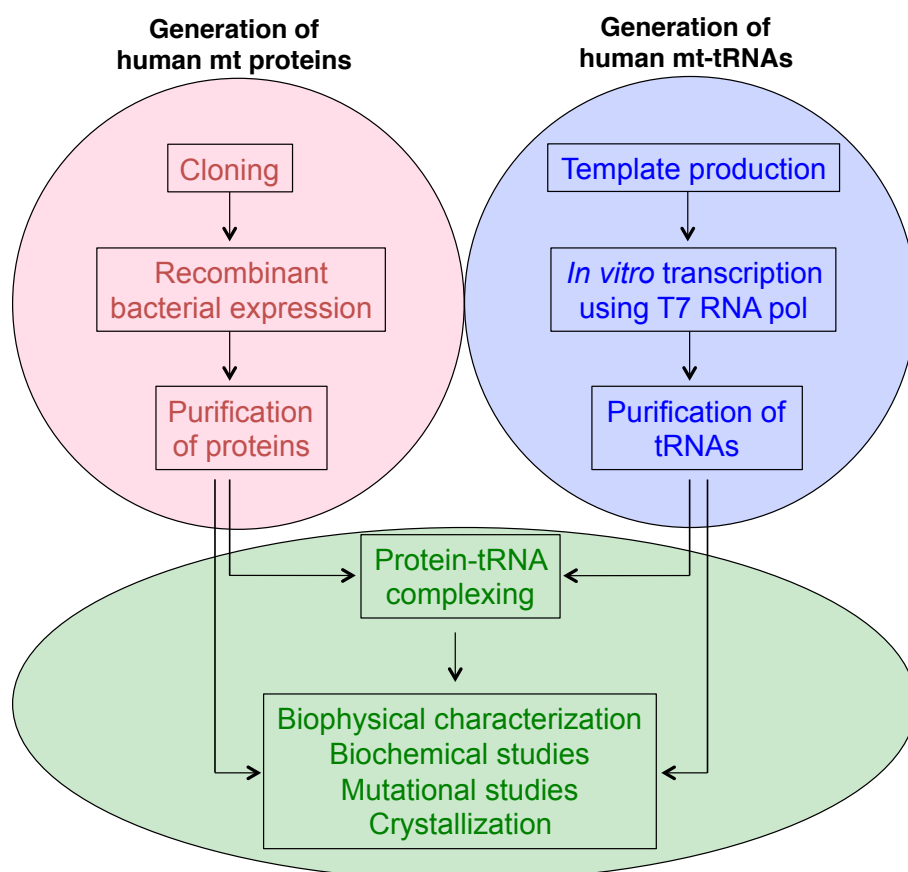 Generation of
human mt proteins
Generation of
human mt-tRNAs
Cloning
Recombinant
bacterial expression
Purification
of proteins
Template production
In vitro transcription
using T7 RNA pol
Purification of
tRNAs
Protein-tRNA
complexing
Biophysical characterization
Biochemical studies
Mutational studies
Crystallization